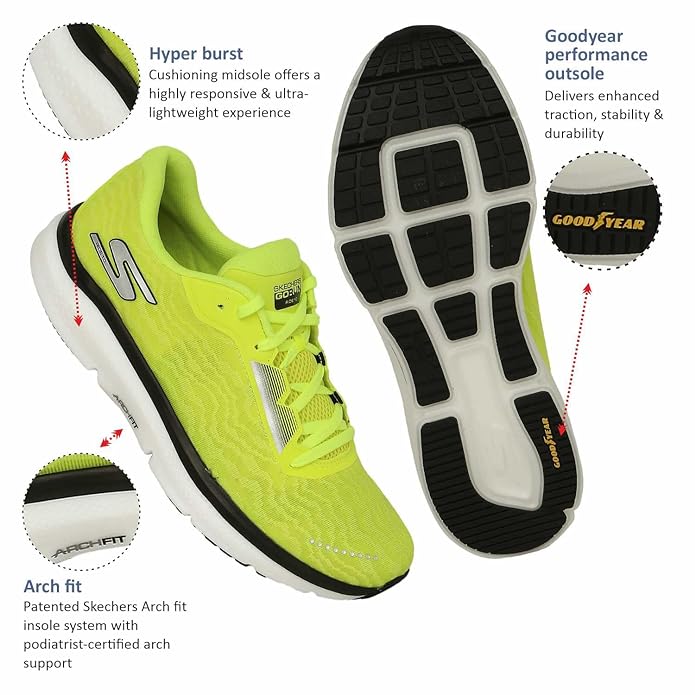 Hyper burst
Cushioning midsole offers a
highly responsive & ultra-
lightweight experience
Goodyear
performance
outsole
Delivers enhanced
traction, stability &
durability
GOODYEAR
SKECHERS
GO RUN
ARCH FIT
GOODYEAR
ARCH FIT
Arch fit
Patented Skechers Arch fit
insole system with
podiatrist-certified arch
support